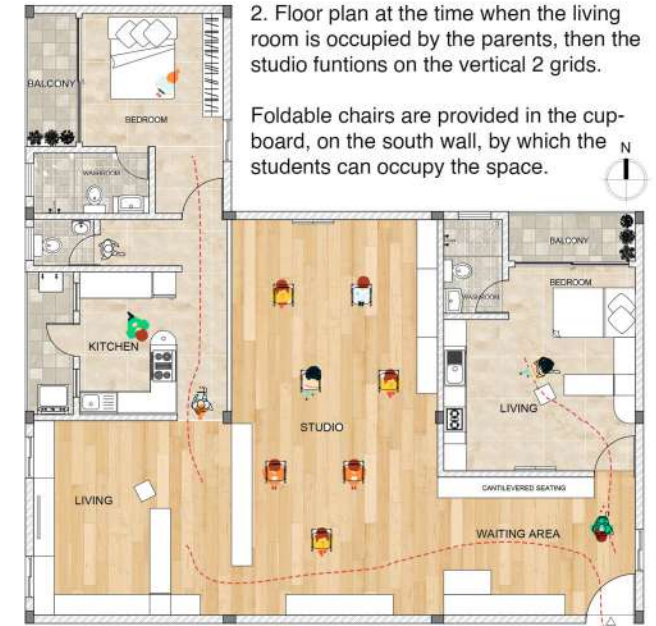 2. Floor plan at the time when the living
room is occupied by the parents, then the
studio funtions on the vertical 2 grids.
Foldable chairs are provided in the cup-
board, on the south wall, by which the
students can occupy the space.
N
BALCONY
BEDROOM
WASHROOM
BALCONY
BEDROOM
WASHROOM
KITCHEN
LIVING
STUDIO
CANTILEVERED SEATING
LIVING
WAITING AREA